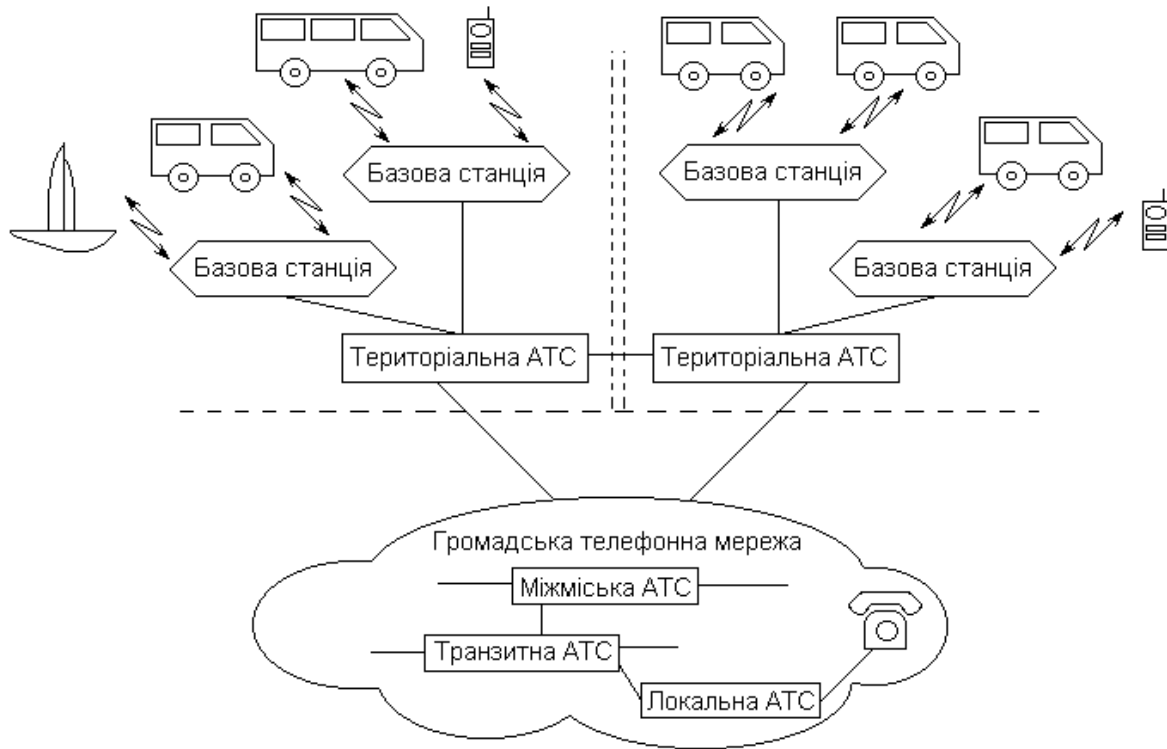 Базова станція
Базова станція
Базова станція
Базова станція
Територіальна АТС
Територіальна АТС
Громадська телефонна мережа
Міжміська АТС
Транзитна АТС
Локальна АТС